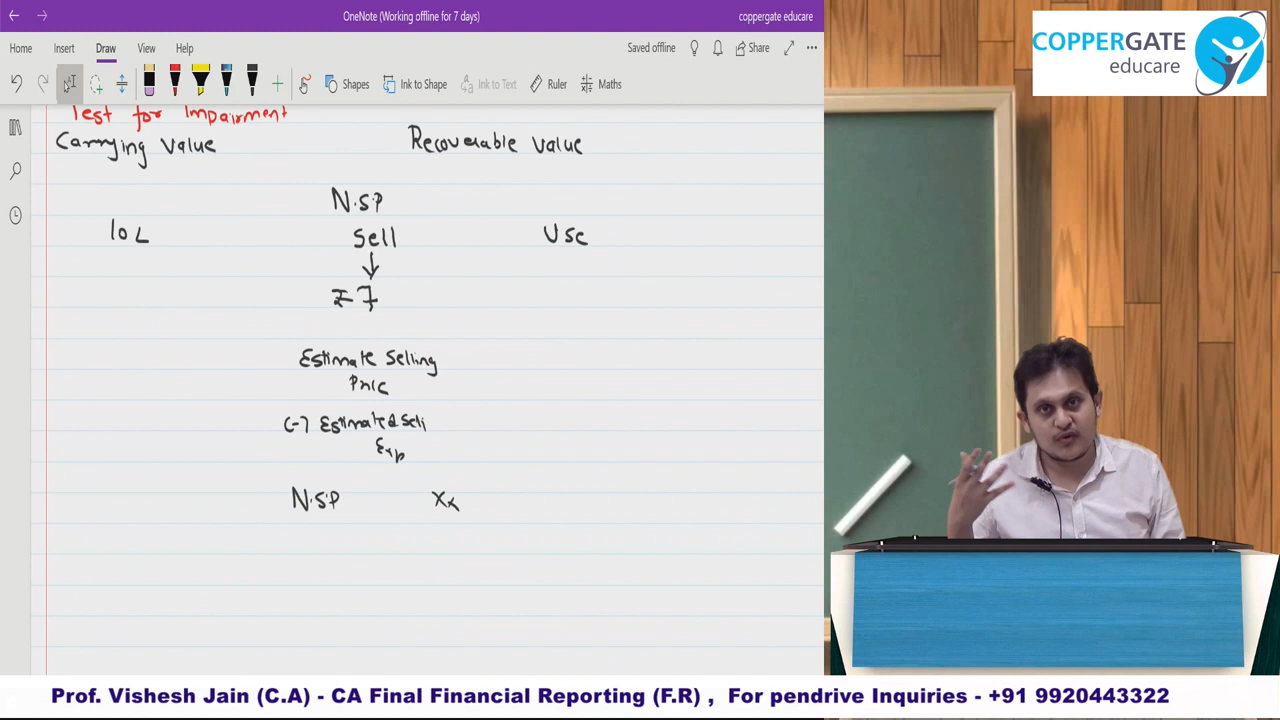 OneNote (Working offline for 7 days)
coppergate educare
Home Insert Draw View Help
Saved offline Share
Shapes Ink to Shape Ink to Text Ruler Maths
COPPERGATE
educare
Test for Impairment
Carrying Value Recoverable Value
N.S.P
10L Sell Use
₹7
Estimate Selling
Price
(-) Estimated Selli
Exp
N.S.P xx
Prof. Vishesh Jain (C.A) - CA Final Financial Reporting (F.R) , For pendrive Inquiries - +91 9920443322